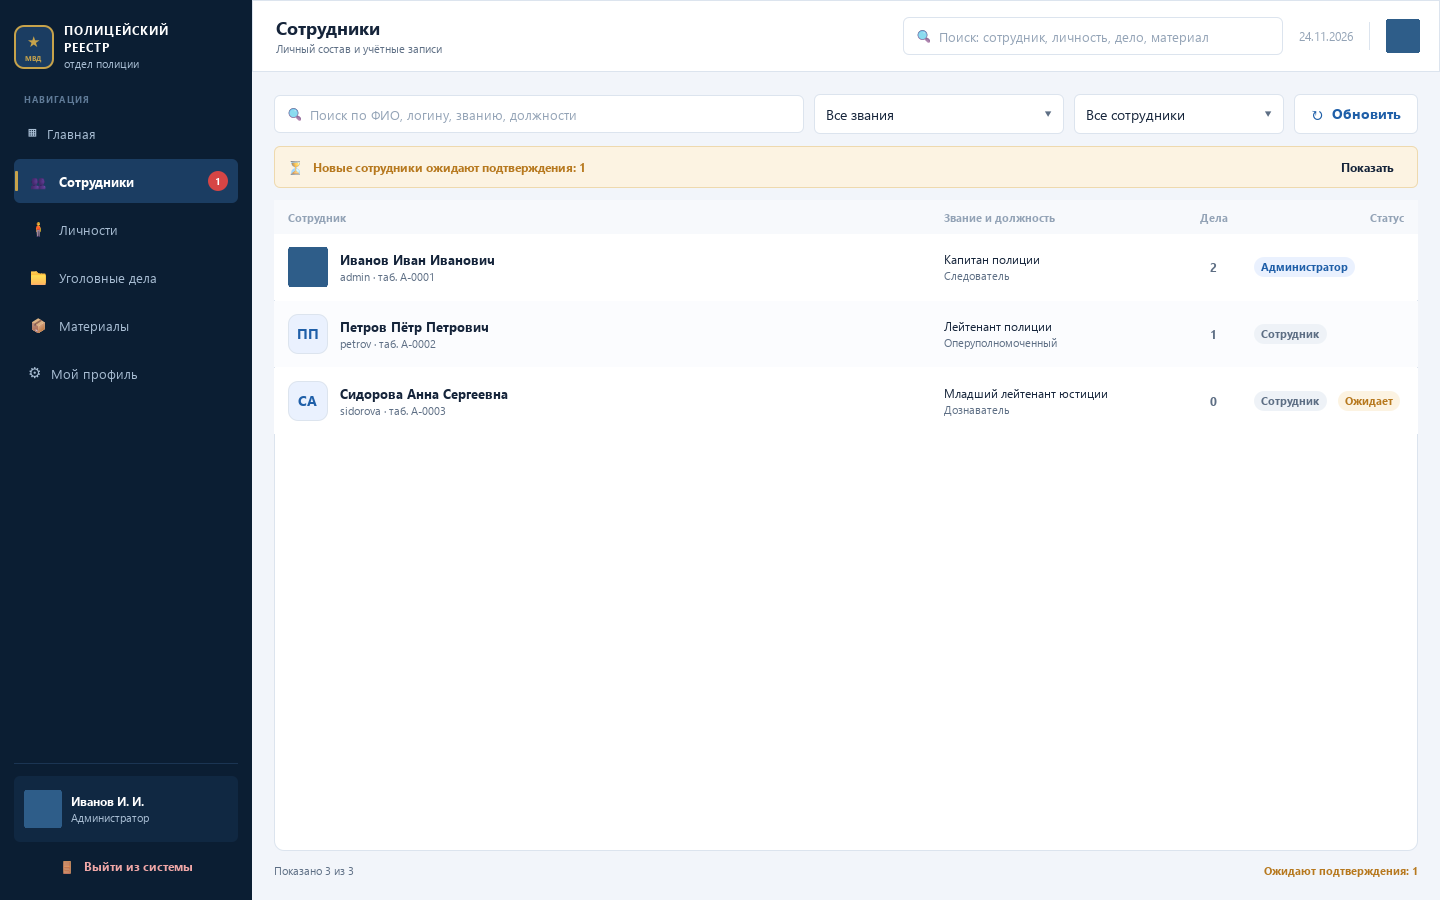 ПОЛИЦЕЙСКИЙ
РЕЕСТР
отдел полиции
МВД
НАВИГАЦИЯ
Главная
Сотрудники
1
Личности
Уголовные дела
Материалы
Мой профиль
Иванов И. И.
Администратор
Выйти из системы
Сотрудники
Личный состав и учётные записи
Поиск: сотрудник, личность, дело, материал
24.11.2026
Поиск по ФИО, логину, званию, должности
Все звания
Все сотрудники
Обновить
Новые сотрудники ожидают подтверждения: 1
Показать
Сотрудник Звание и должность Дела Статус
Иванов Иван Иванович
admin · таб. А-0001
Капитан полиции
Следователь
2
Администратор
ПП
Петров Пётр Петрович
petrov · таб. А-0002
Лейтенант полиции
Оперуполномоченный
1
Сотрудник
СА
Сидорова Анна Сергеевна
sidorova · таб. А-0003
Младший лейтенант юстиции
Дознаватель
0
Сотрудник Ожидает
Показано 3 из 3
Ожидают подтверждения: 1